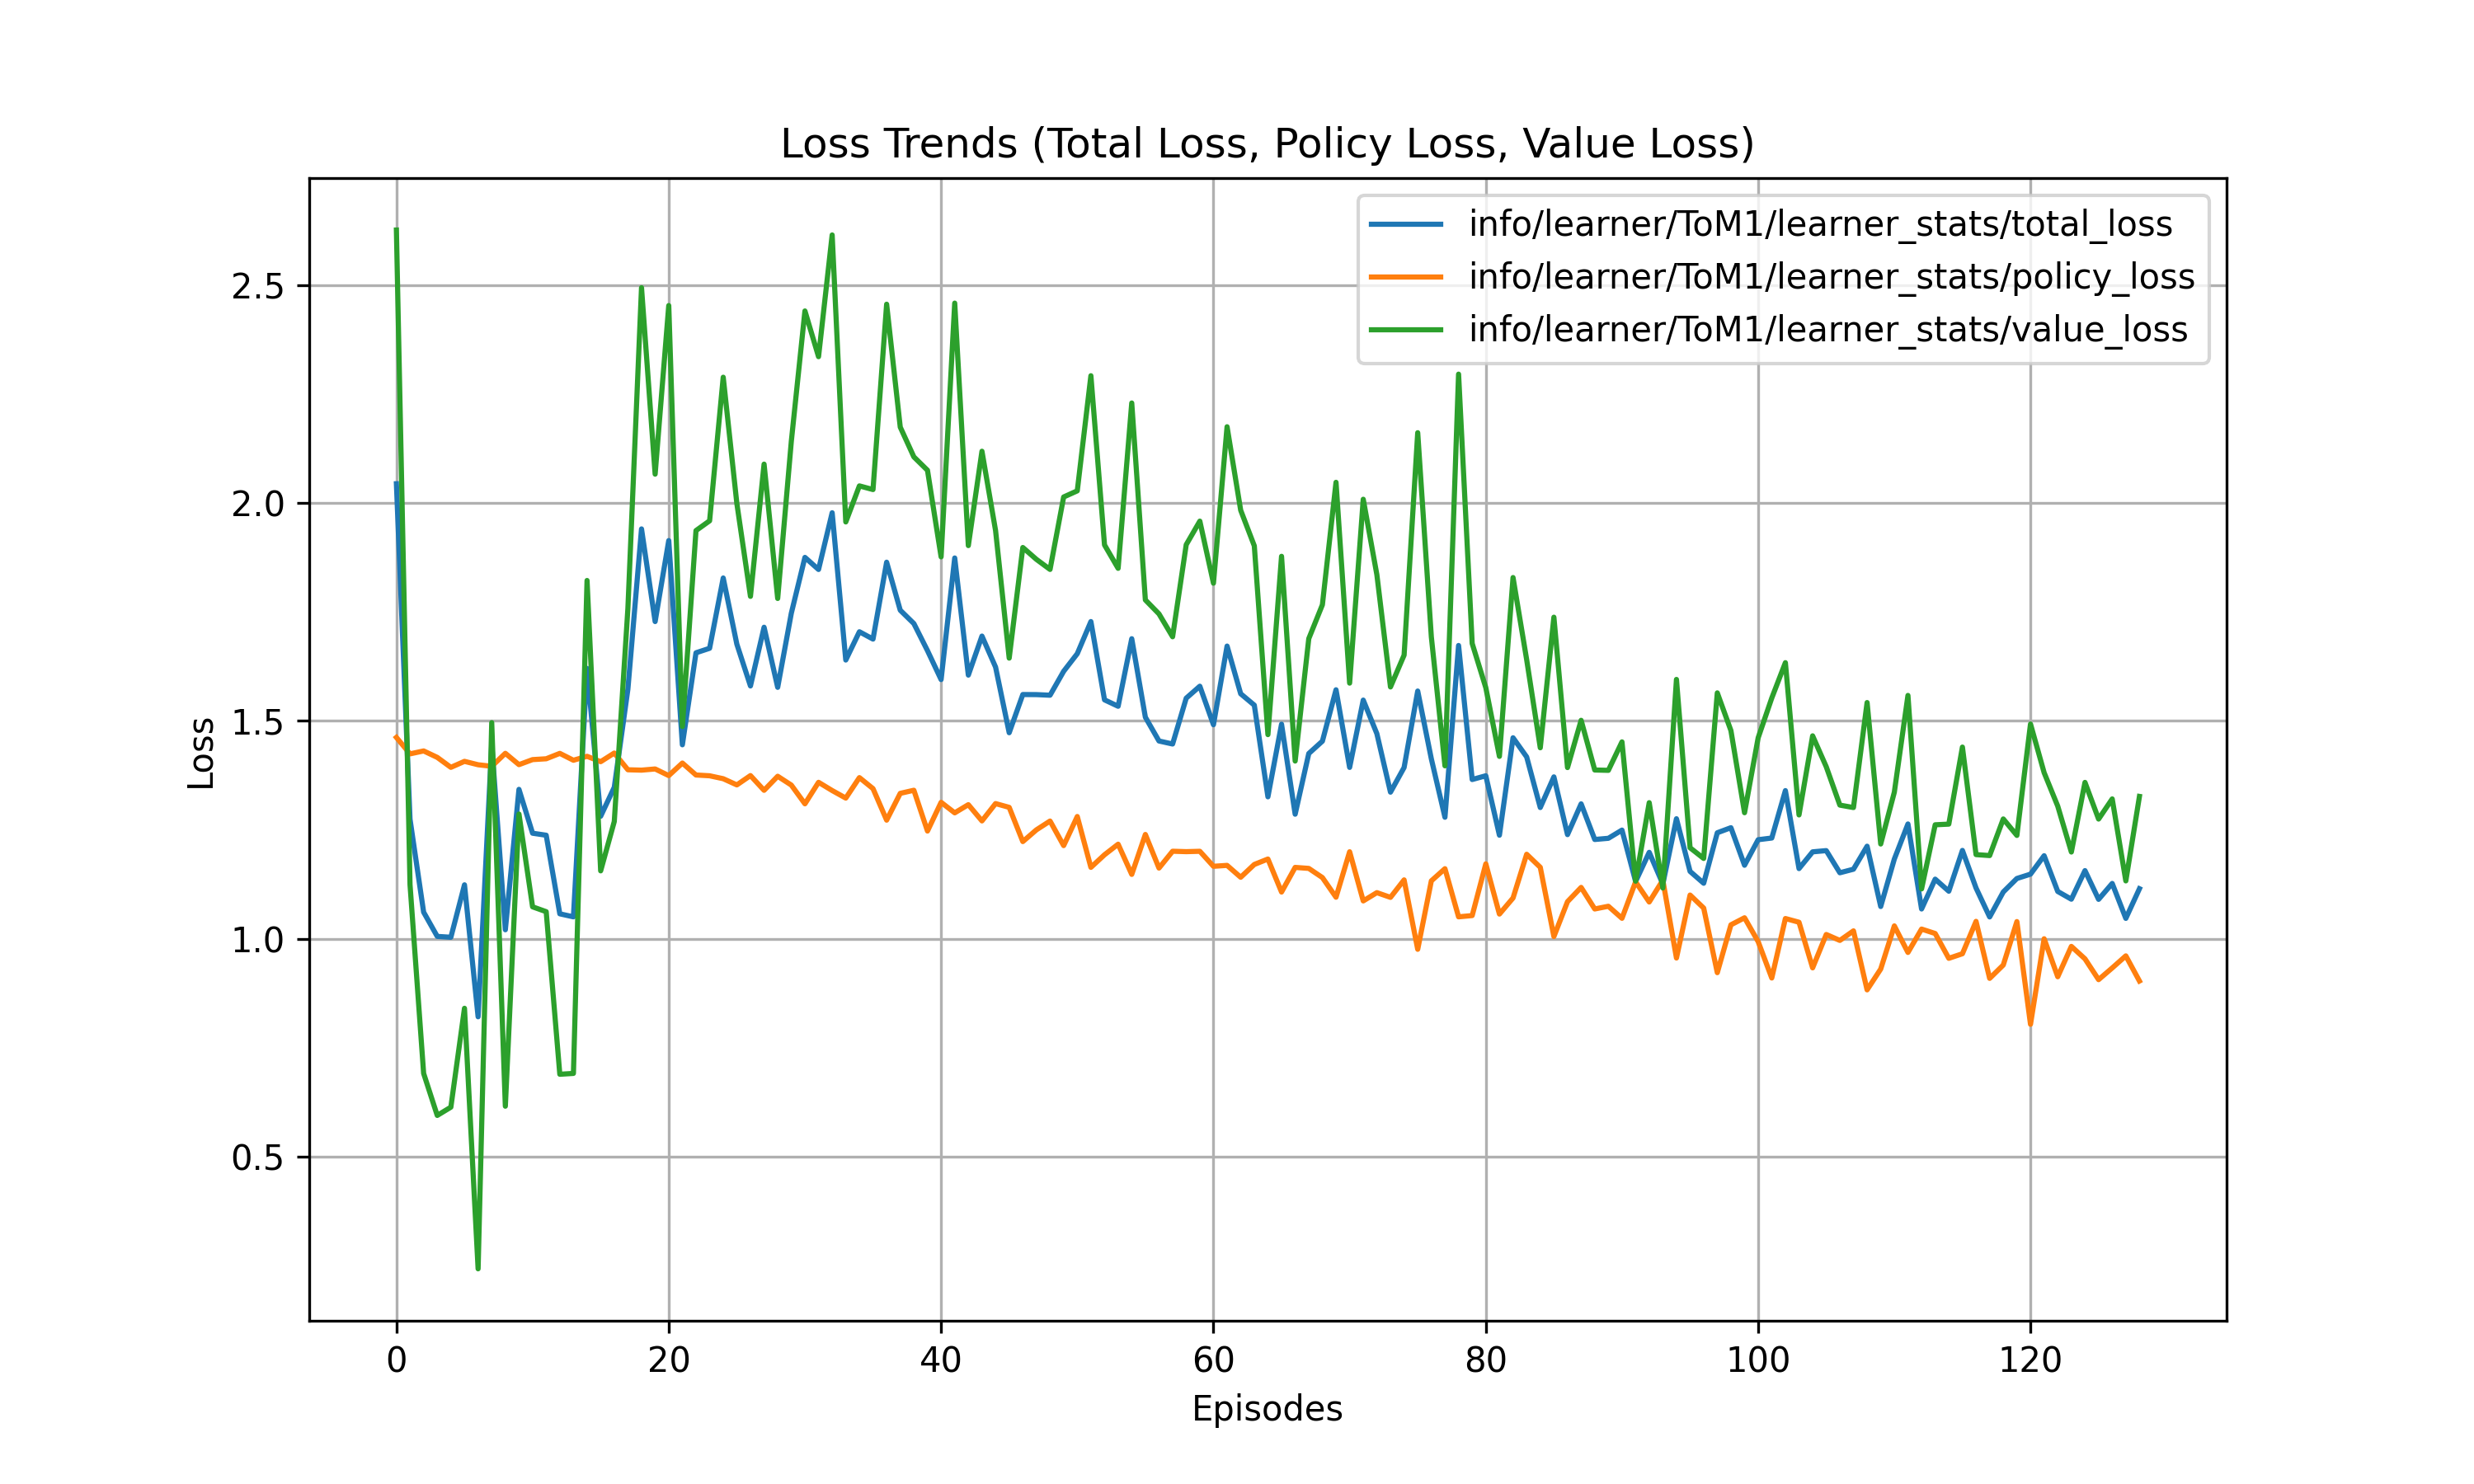 Loss Trends (Total Loss, Policy Loss, Value Loss)
info/learner/ToM1/learner_stats/total_loss
info/learner/ToM1/learner_stats/policy_loss
info/learner/ToM1/learner_stats/value_loss
2.5
2.0
1.5
1.0
0.5
Loss
0 20 40 60 80 100 120
Episodes